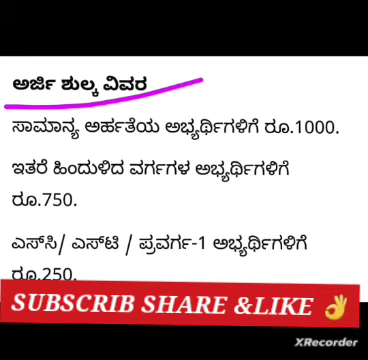 ಅರ್ಜಿ ಶುಲ್ಕ ವಿವರ
ಸಾಮಾನ್ಯ ಅರ್ಹತೆಯ ಅಭ್ಯರ್ಥಿಗಳಿಗೆ ರೂ.1000.
ಇತರೆ ಹಿಂದುಳಿದ ವರ್ಗಗಳ ಅಭ್ಯರ್ಥಿಗಳಿಗೆ
ರೂ.750.
ಎಸ್‌ಸಿ/ ಎಸ್‌ಟಿ / ಪ್ರವರ್ಗ-1 ಅಭ್ಯರ್ಥಿಗಳಿಗೆ
ರೂ.250.
SUBSCRIB SHARE &LIKE 👌
XRecorder